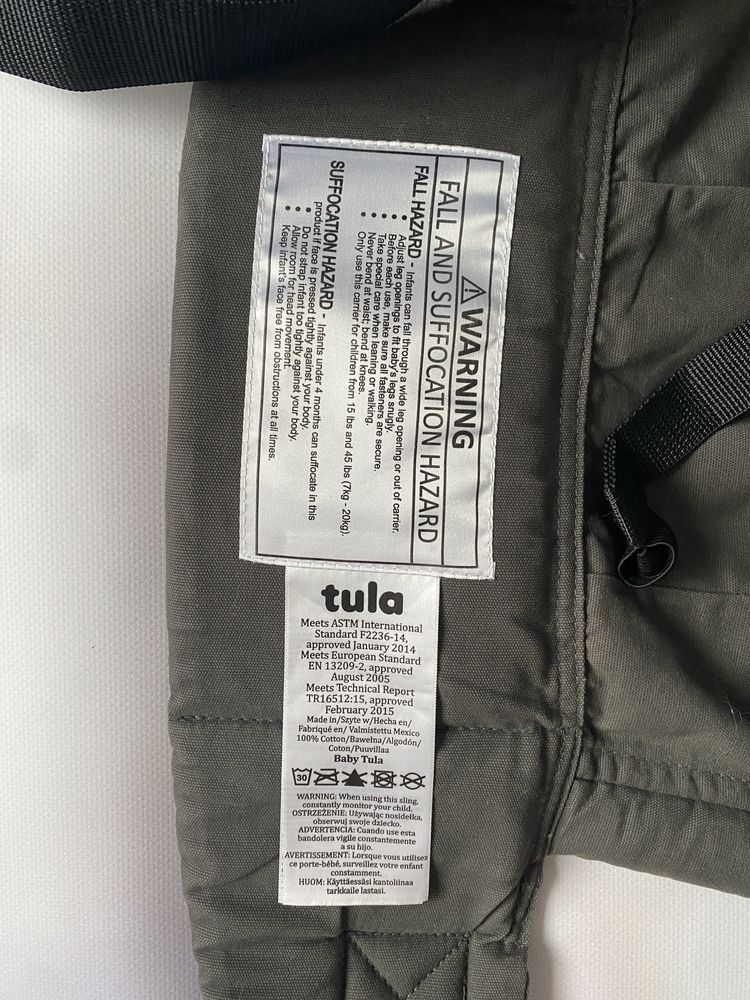 ⚠WARNING
FALL AND SUFFOCATION HAZARD
FALL HAZARD - Infants can fall through a wide leg opening or out of carrier.
• Adjust leg openings to fit baby's legs snugly.
• Before each use, make sure all fasteners are secure.
• Take special care when leaning or walking.
• Never bend at waist; bend at knees.
• Only use this carrier for children from 15 lbs and 45 lbs (7kg - 20kg).
SUFFOCATION HAZARD - Infants under 4 months can suffocate in this
product if face is pressed tightly against your body.
• Do not strap infant too tightly against your body.
• Allow room for head movement.
• Keep infant's face free from obstructions at all times.
tula
Meets ASTM International
Standard F2236-14,
approved January 2014
Meets European Standard
EN 13209-2, approved
August 2005
Meets Technical Report
TR16512:15, approved
February 2015
Made in/Szyte w/Hecha en/
Fabriqué en/ Valmistettu Mexico
100% Cotton/Bawełna/Algodón/
Coton/Puuvillaa
Baby Tula
30
WARNING: When using this sling,
constantly monitor your child.
OSTRZEŻENIE: Używając nosidełka,
obserwuj swoje dziecko.
ADVERTENCIA: Cuando use esta
bandolera vigile constantemente
a su hijo.
AVERTISSEMENT: Lorsque vous utilisez
ce porte-bébé, surveillez votre enfant
constamment.
HUOM: Käyttäessäsi kantoliinaa
tarkkaile lastasi.